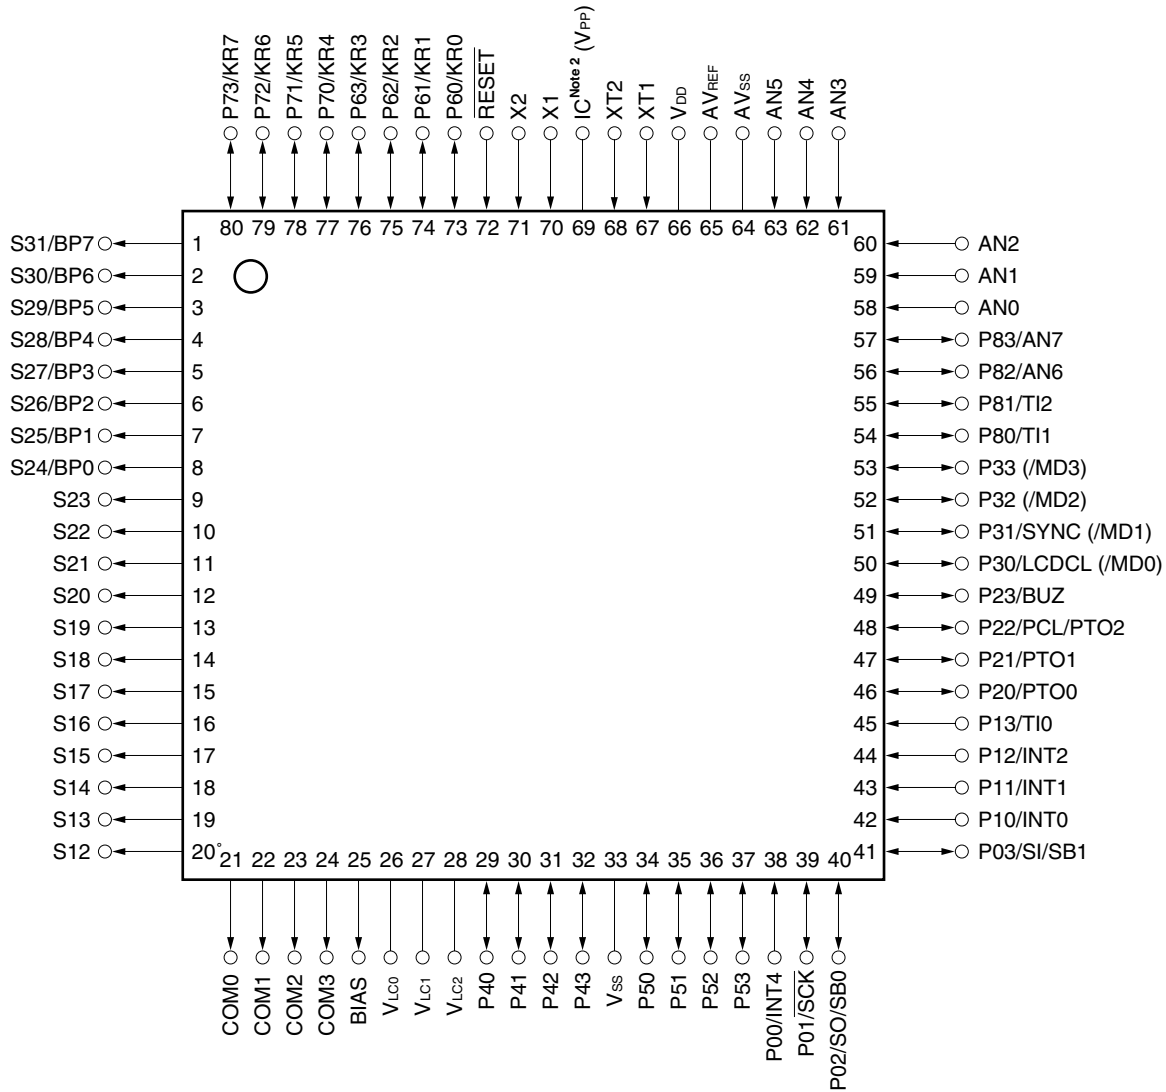 P73/KR7
P72/KR6
P71/KR5
P70/KR4
P63/KR3
P62/KR2
P61/KR1
P60/KR0
RESET
X2
X1
IC Note 2 (VPP)
XT2
XT1
VDD
AVREF
AVSS
AN5
AN4
AN3
80 79 78 77 76 75 74 73 72 71 70 69 68 67 66 65 64 63 62 61
S31/BP7 1
S30/BP6 2
S29/BP5 3
S28/BP4 4
S27/BP3 5
S26/BP2 6
S25/BP1 7
S24/BP0 8
S23 9
S22 10
S21 11
S20 12
S19 13
S18 14
S17 15
S16 16
S15 17
S14 18
S13 19
S12 20
60 AN2
59 AN1
58 AN0
57 P83/AN7
56 P82/AN6
55 P81/TI2
54 P80/TI1
53 P33 (/MD3)
52 P32 (/MD2)
51 P31/SYNC (/MD1)
50 P30/LCDCL (/MD0)
49 P23/BUZ
48 P22/PCL/PTO2
47 P21/PTO1
46 P20/PTO0
45 P13/TI0
44 P12/INT2
43 P11/INT1
42 P10/INT0
41 P03/SI/SB1
21 22 23 24 25 26 27 28 29 30 31 32 33 34 35 36 37 38 39 40
COM0
COM1
COM2
COM3
BIAS
VLC0
VLC1
VLC2
P40
P41
P42
P43
VSS
P50
P51
P52
P53
P00/INT4
P01/SCK
P02/SO/SB0